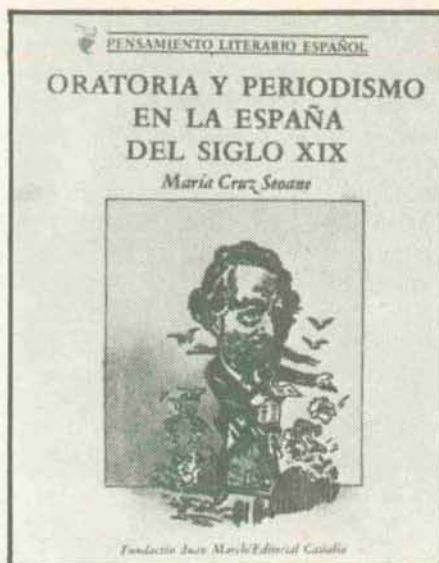 PENSAMIENTO LITERARIO ESPAÑOL
ORATORIA Y PERIODISMO
EN LA ESPAÑA
DEL SIGLO XIX
María Cruz Seoane
Fundación Juan March/Editorial Castalia